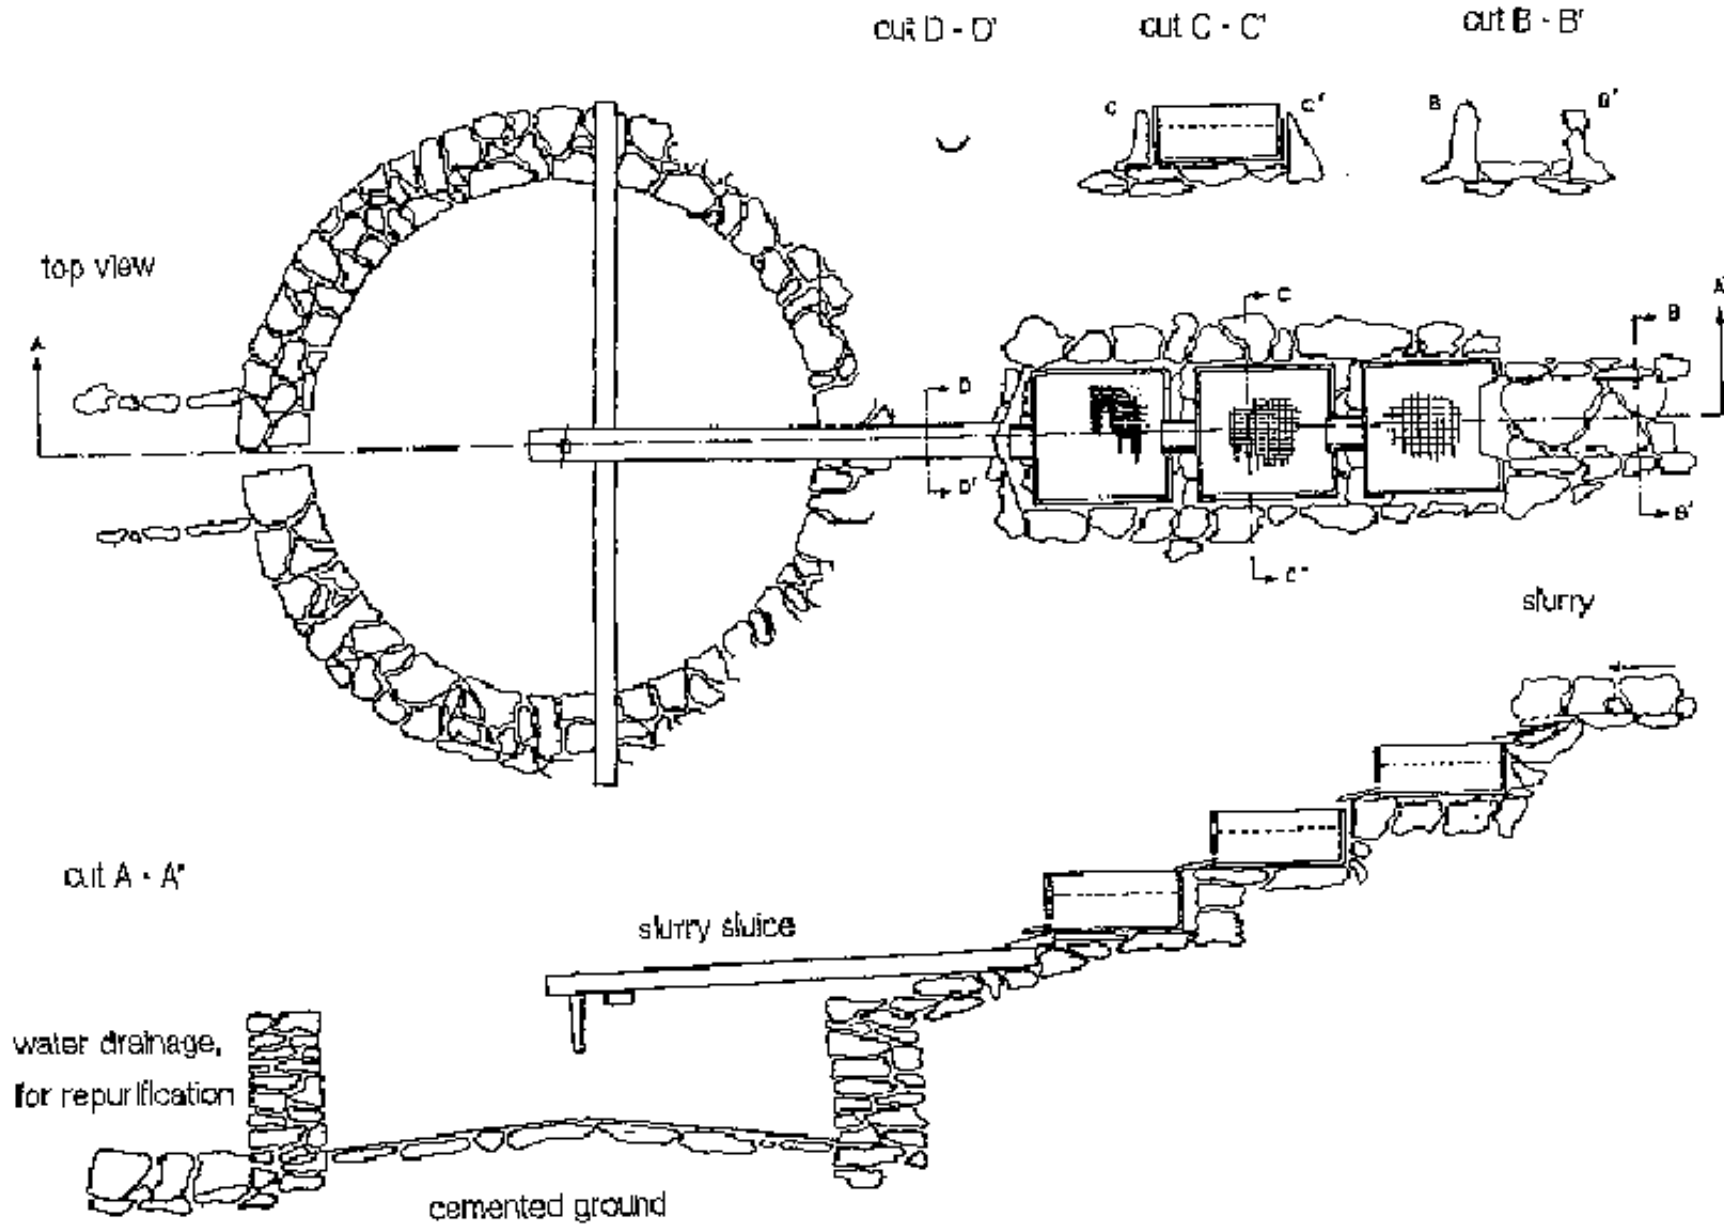 cut D - D'
cut C - C'
cut B - B'
C C'
B B'
top view
A
A'
C
B
D
D'
B'
C'
slurry
cut A - A'
slurry sluice
water drainage,
for repurification
cemented ground